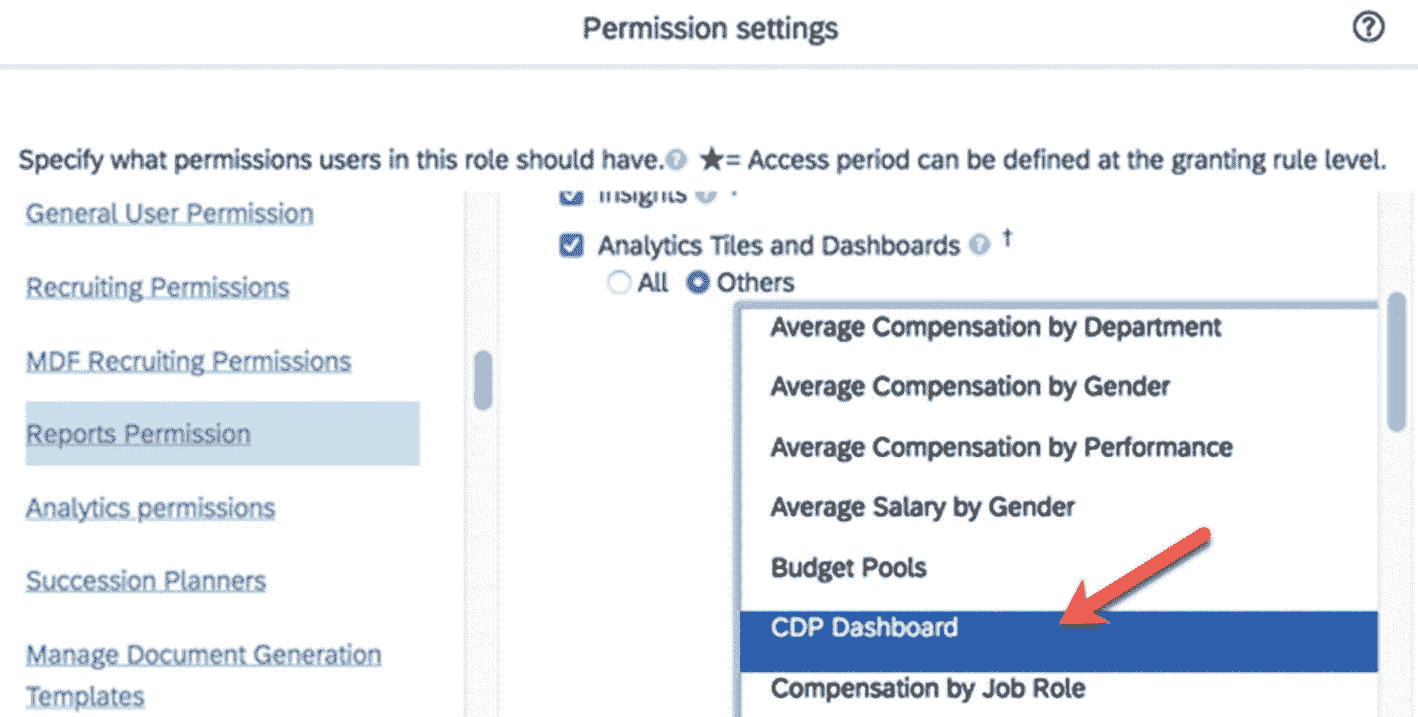 Permission settings
Specify what permissions users in this role should have. ★= Access period can be defined at the granting rule level.
General User Permission
Recruiting Permissions
MDF Recruiting Permissions
Reports Permission
Analytics permissions
Succession Planners
Manage Document Generation
Templates
Insights
Analytics Tiles and Dashboards †
All Others
Average Compensation by Department
Average Compensation by Gender
Average Compensation by Performance
Average Salary by Gender
Budget Pools
CDP Dashboard
Compensation by Job Role